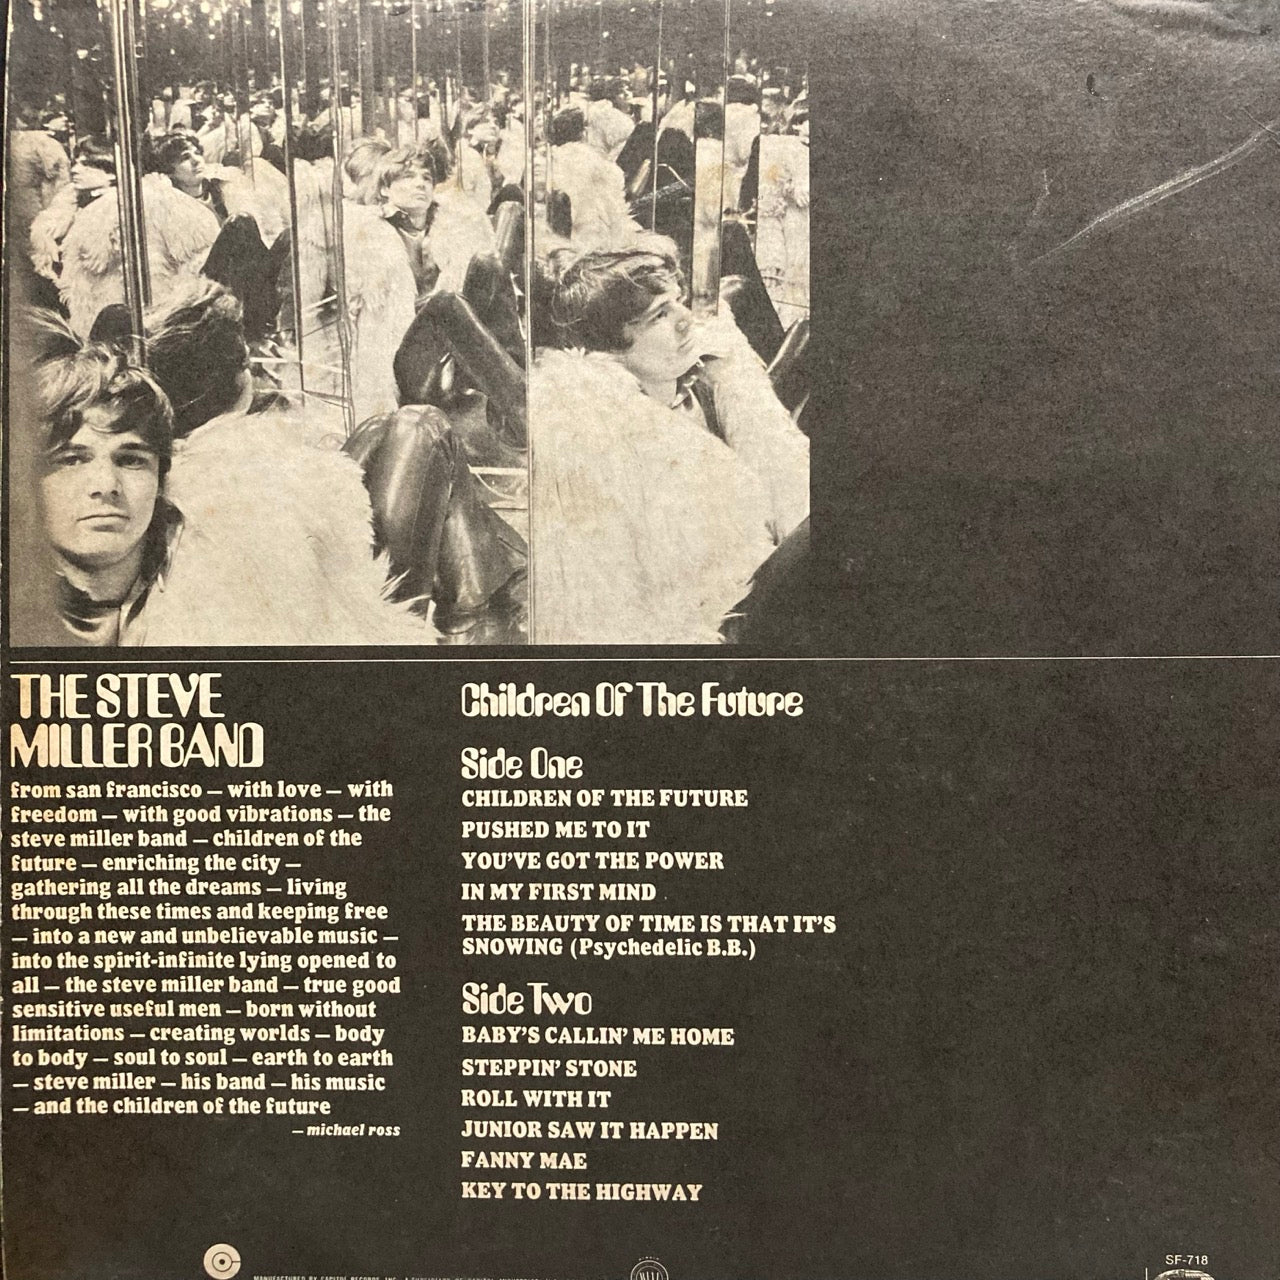 THE STEVE
MILLER BAND
from san francisco — with love — with
freedom — with good vibrations — the
steve miller band — children of the
future — enriching the city —
gathering all the dreams — living
through these times and keeping free
— into a new and unbelievable music —
into the spirit-infinite lying opened to
all — the steve miller band — true good
sensitive useful men — born without
limitations — creating worlds — body
to body — soul to soul — earth to earth
— steve miller — his band — his music
— and the children of the future
— michael ross
Children Of The Future
Side One
CHILDREN OF THE FUTURE
PUSHED ME TO IT
YOU'VE GOT THE POWER
IN MY FIRST MIND
THE BEAUTY OF TIME IS THAT IT'S
SNOWING (Psychedelic B.B.)
Side Two
BABY'S CALLIN' ME HOME
STEPPIN' STONE
ROLL WITH IT
JUNIOR SAW IT HAPPEN
FANNY MAE
KEY TO THE HIGHWAY
MANUFACTURED BY CAPITOL RECORDS, INC.
SF-718